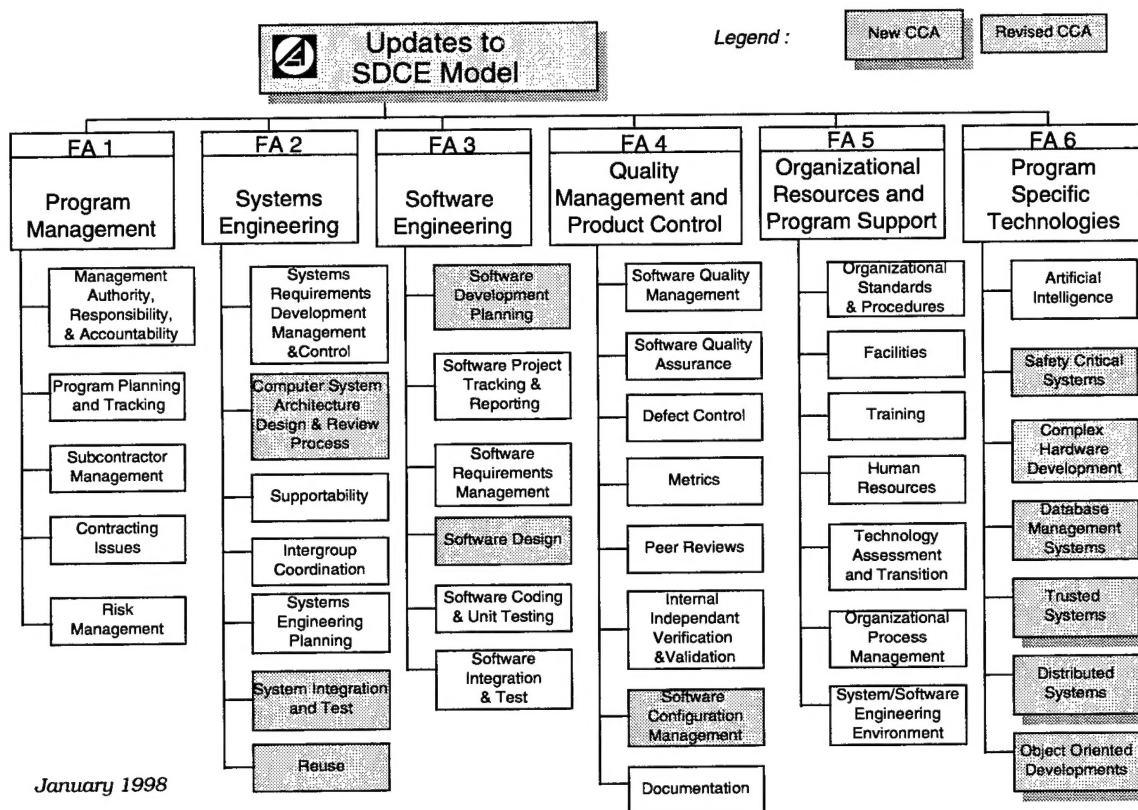 Updates to
SDCE Model
Legend :
New CCA
Revised CCA
FA 1
Program
Management
Management
Authority,
Responsibility,
& Accountability
Program Planning
and Tracking
Subcontractor
Management
Contracting
Issues
Risk
Management
FA 2
Systems
Engineering
Systems
Requirements
Development
Management
&Control
Computer System
Architecture
Design & Review
Process
Supportability
Intergroup
Coordination
Systems
Engineering
Planning
System Integration
and Test
Reuse
FA 3
Software
Engineering
Software
Development
Planning
Software Project
Tracking &
Reporting
Software
Requirements
Management
Software Design
Software Coding
& Unit Testing
Software
Integration
& Test
FA 4
Quality
Management and
Product Control
Software Quality
Management
Software Quality
Assurance
Defect Control
Metrics
Peer Reviews
Internal
Independant
Verification
&Validation
Software
Configuration
Management
Documentation
FA 5
Organizational
Resources and
Program Support
Organizational
Standards
& Procedures
Facilities
Training
Human
Resources
Technology
Assessment
and Transition
Organizational
Process
Management
System/Software
Engineering
Environment
FA 6
Program
Specific
Technologies
Artificial
Intelligence
Safety Critical
Systems
Complex
Hardware
Development
Database
Management
Systems
Trusted
Systems
Distributed
Systems
Object Oriented
Developments
January 1998